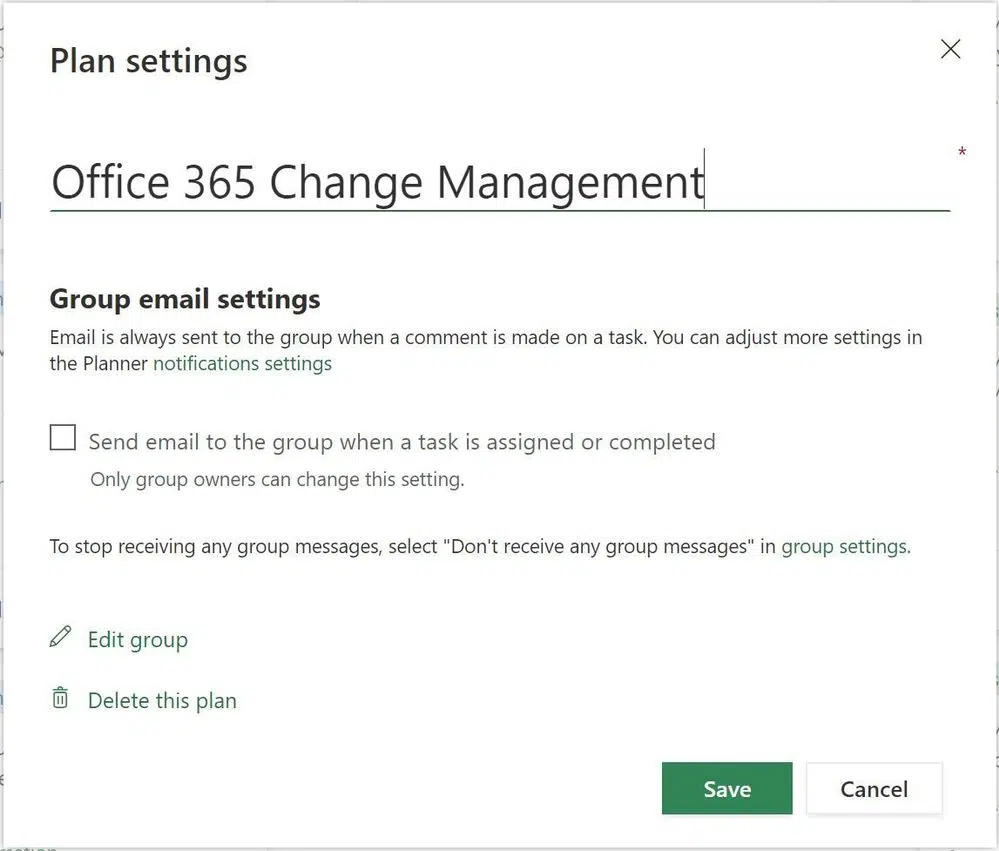 Plan settings
*
Office 365 Change Management
Group email settings
Email is always sent to the group when a comment is made on a task. You can adjust more settings in
the Planner notifications settings
Send email to the group when a task is assigned or completed
Only group owners can change this setting.
To stop receiving any group messages, select "Don't receive any group messages" in group settings.
Edit group
Delete this plan
Save Cancel